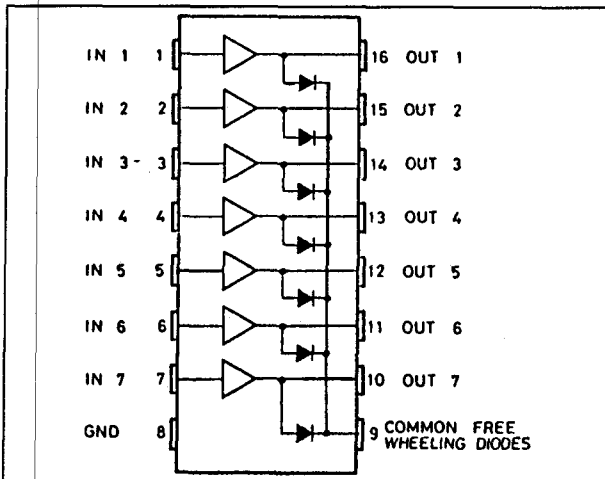 IN 1 1 16 OUT 1
IN 2 2 15 OUT 2
IN 3- 3 14 OUT 3
IN 4 4 13 OUT 4
IN 5 5 12 OUT 5
IN 6 6 11 OUT 6
IN 7 7 10 OUT 7
GND 8 9 COMMON FREE
WHEELING DIODES